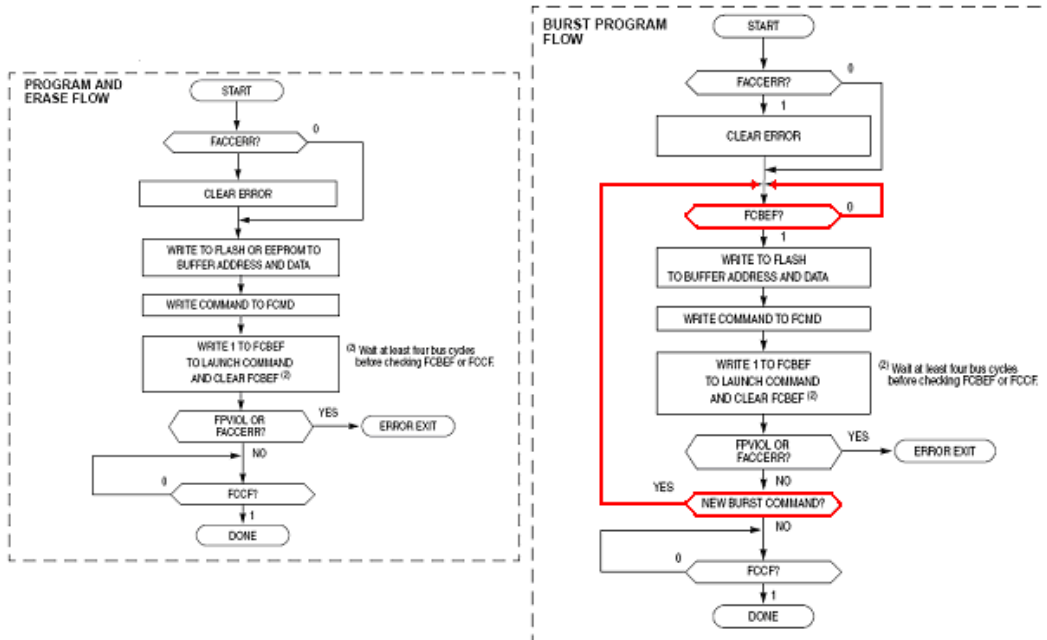 PROGRAM AND
ERASE FLOW
START
FACCERR?
0
CLEAR ERROR
WRITE TO FLASH OR EEPROM TO
BUFFER ADDRESS AND DATA
WRITE COMMAND TO FCMD
WRITE 1 TO FCBEF
TO LAUNCH COMMAND
AND CLEAR FCBEF (2)
(2) Wait at least four bus cycles
before checking FCBEF or FCCF.
FPVIOL OR
FACCERR?
YES
ERROR EXIT
NO
0
FCCF?
1
DONE
BURST PROGRAM
FLOW
START
0
FACCERR?
1
CLEAR ERROR
FCBEF?
0
1
WRITE TO FLASH
TO BUFFER ADDRESS AND DATA
WRITE COMMAND TO FCMD
WRITE 1 TO FCBEF
TO LAUNCH COMMAND
AND CLEAR FCBEF (2)
(2) Wait at least four bus cycles
before checking FCBEF or FCCF.
FPVIOL OR
FACCERR?
YES
ERROR EXIT
NO
YES
NEW BURST COMMAND?
NO
0
FCCF?
1
DONE